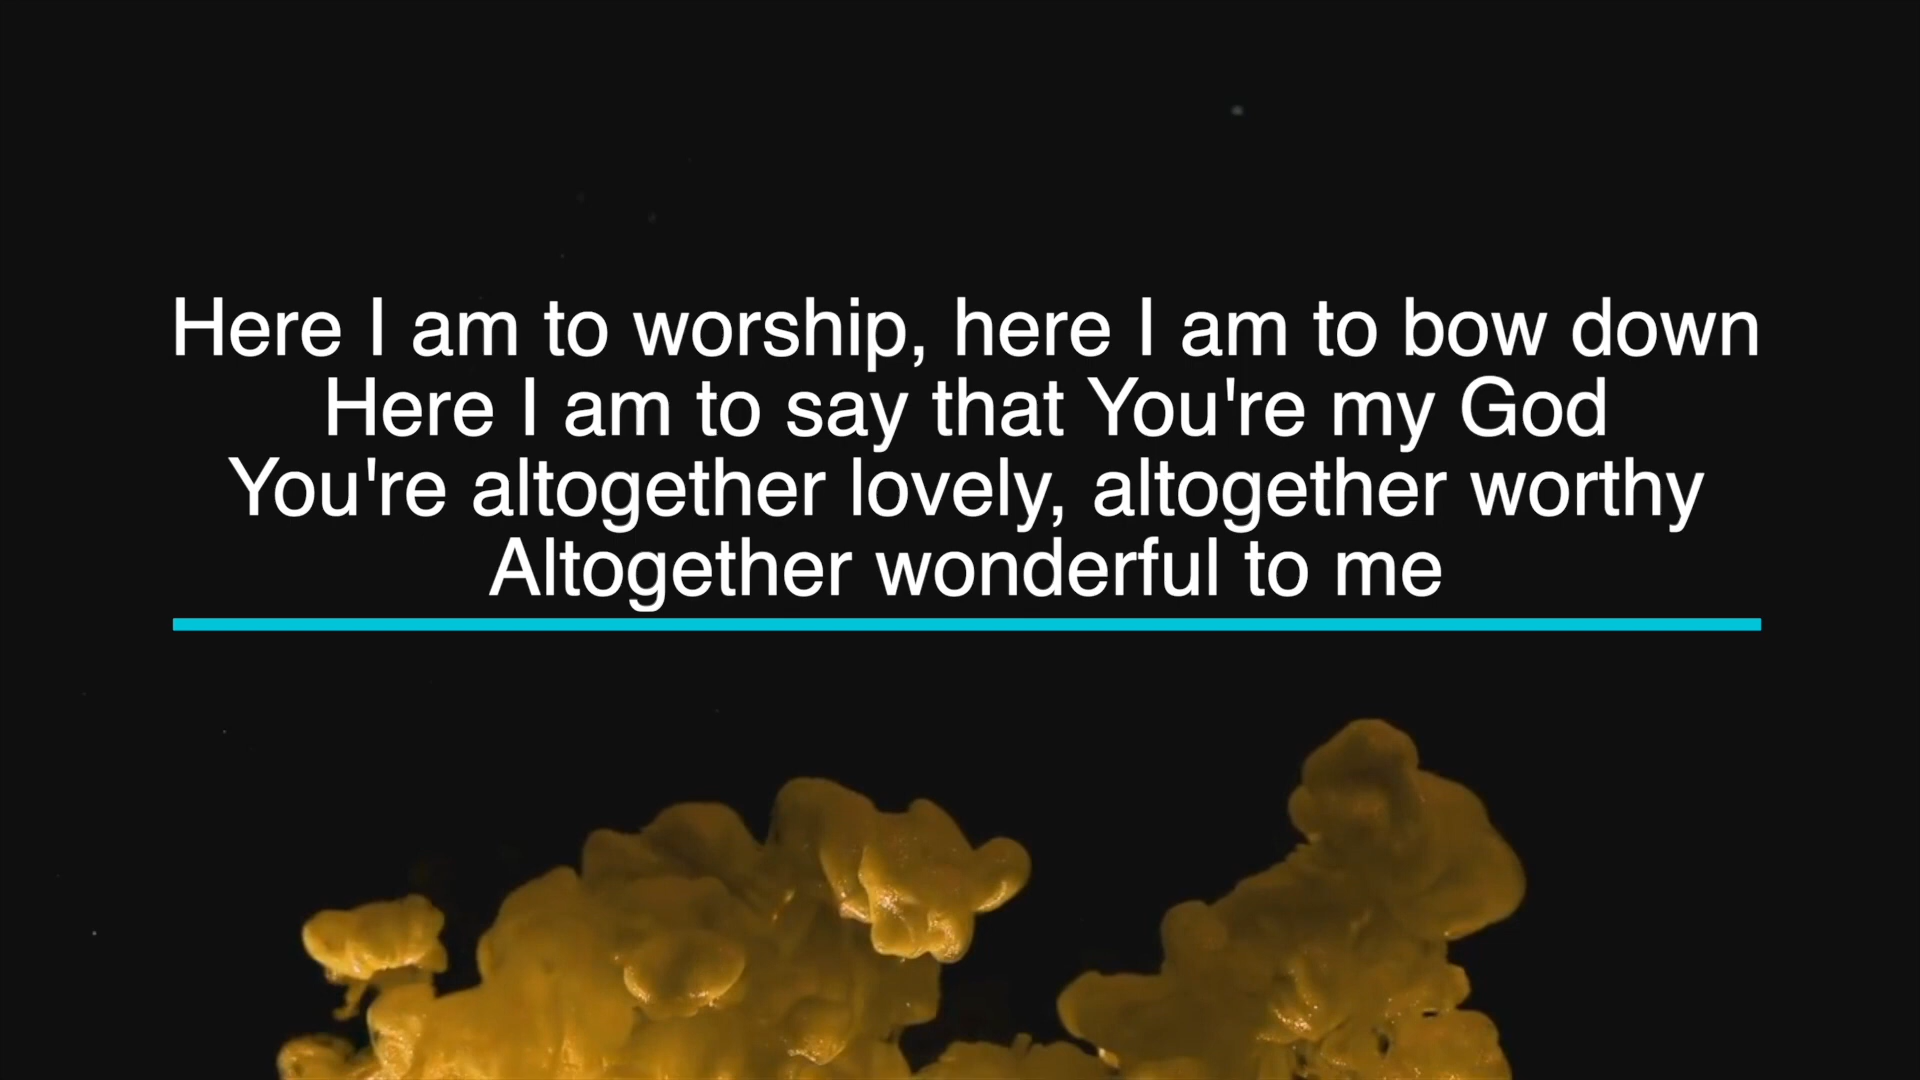 Here I am to worship, here I am to bow down
Here I am to say that You're my God
You're altogether lovely, altogether worthy
Altogether wonderful to me